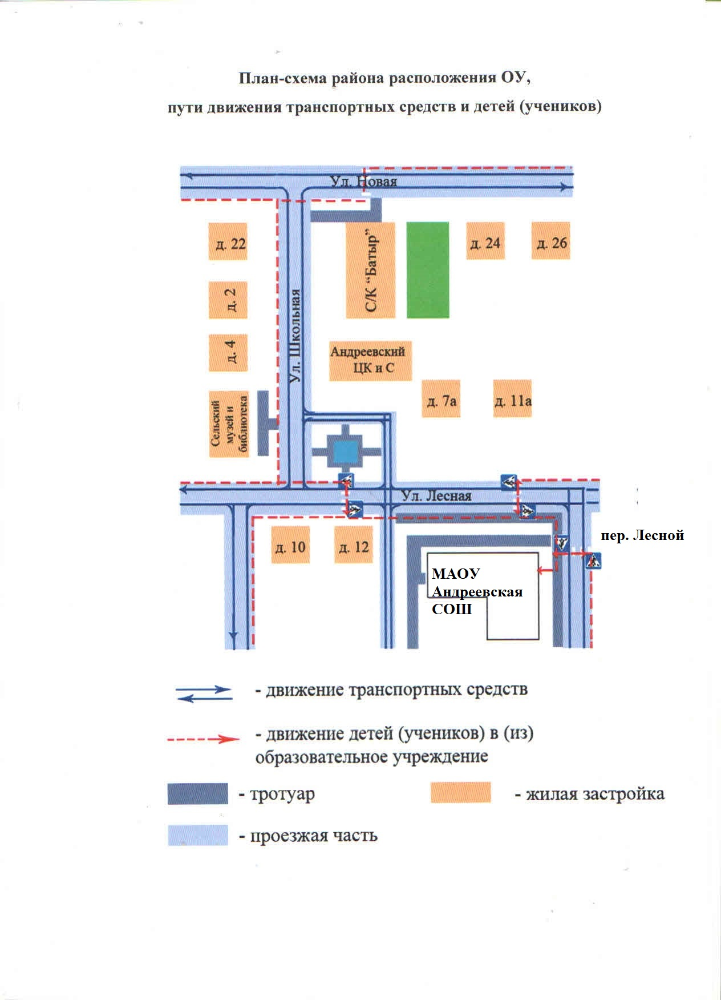 План-схема района расположения ОУ,
пути движения транспортных средств и детей (учеников)
Ул. Новая
д. 22
д. 2
д. 4
Сельский
музей и
библиотека
Ул. Школьная
С/К “Батыр”
д. 24
д. 26
Андреевский
ЦК и С
д. 7а
д. 11а
Ул. Лесная
пер. Лесной
д. 10
д. 12
МАОУ
Андреевская
СОШ
- движение транспортных средств
- движение детей (учеников) в (из)
образовательное учреждение
- тротуар
- жилая застройка
- проезжая часть